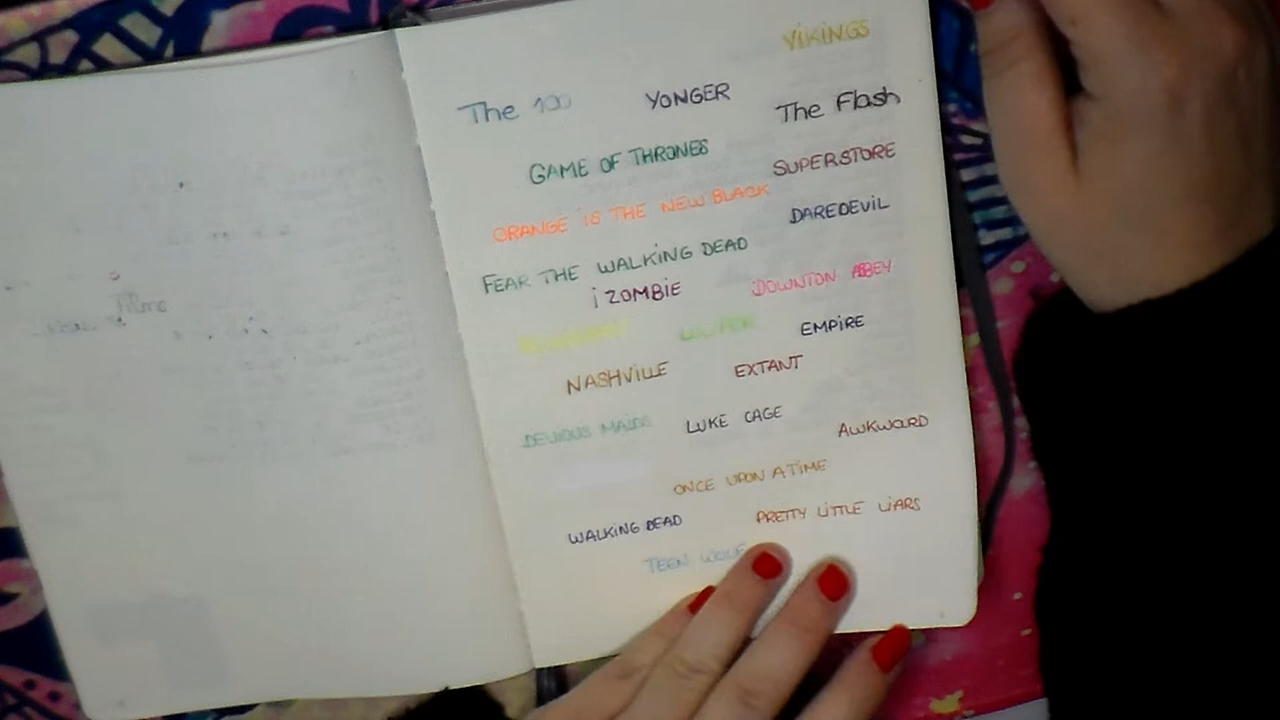 ViKiNGS
The 100 YONGER
The Flash
GAME OF THRONES
SUPERSTORE
ORANGE iS THE NEW BLACK
DAREDEViL
FEAR THE WALKiNG DEAD
i ZOMBiE DOWNTON ABBEY
EMPiRE
NASHViLLE EXTANT
DEViOUS MAiDS LUKE CAGE AWKWARD
ONCE UPON A TiME
WALKiNG DEAD PRETTY LiTTLE LiARS
TEEN WOLF